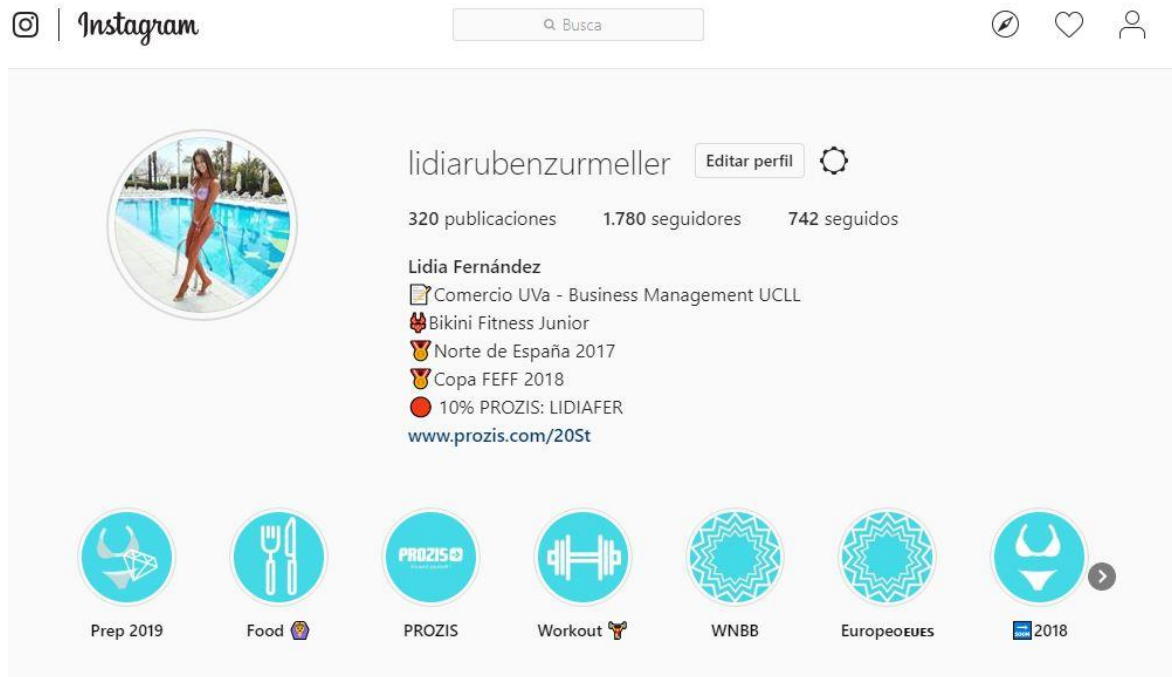 Instagram
Busca
lidiarubenzurmeller Editar perfil
320 publicaciones 1.780 seguidores 742 seguidos
Lidia Fernández
📝Comercio UVa - Business Management UCLL
👙Bikini Fitness Junior
🏅Norte de España 2017
🏅Copa FEFF 2018
🔴 10% PROZIS: LIDIAFER
www.prozis.com/20St
PROZIS
Prep 2019 Food 🙆 PROZIS Workout WNBB Europeoᴇᴜᴇs 🔜2018